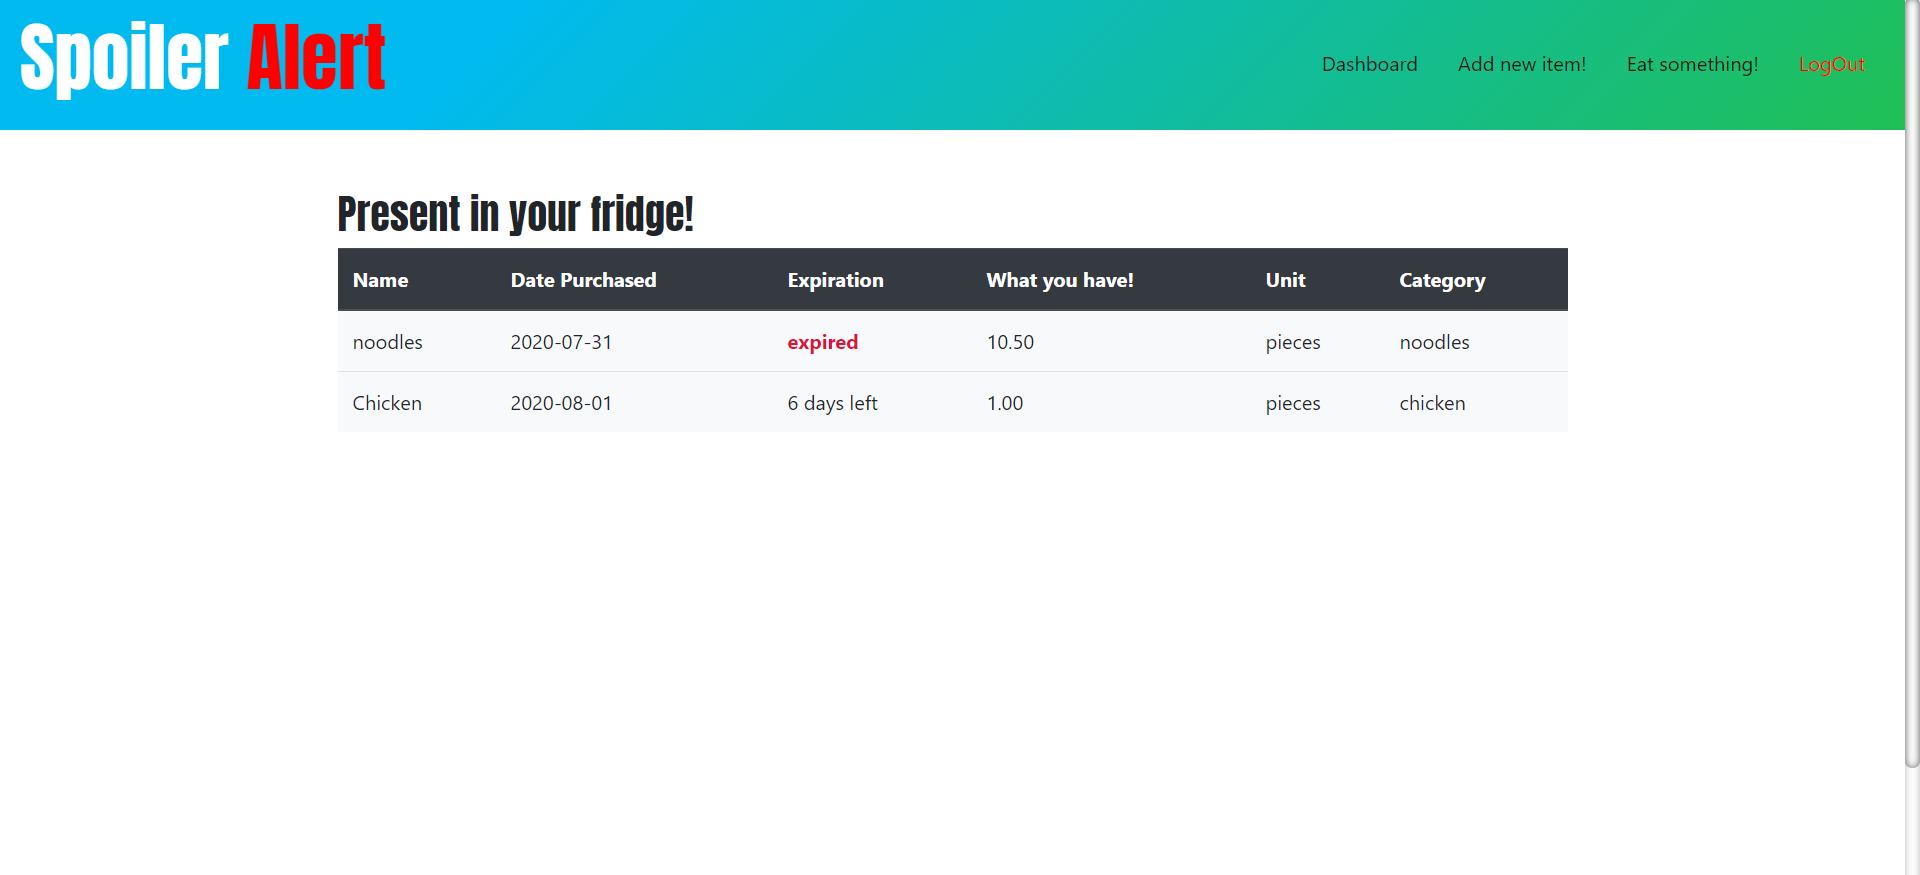 Spoiler Alert
Dashboard Add new item! Eat something! LogOut
Present in your fridge!
Name Date Purchased Expiration What you have! Unit Category
noodles 2020-07-31 expired 10.50 pieces noodles
Chicken 2020-08-01 6 days left 1.00 pieces chicken